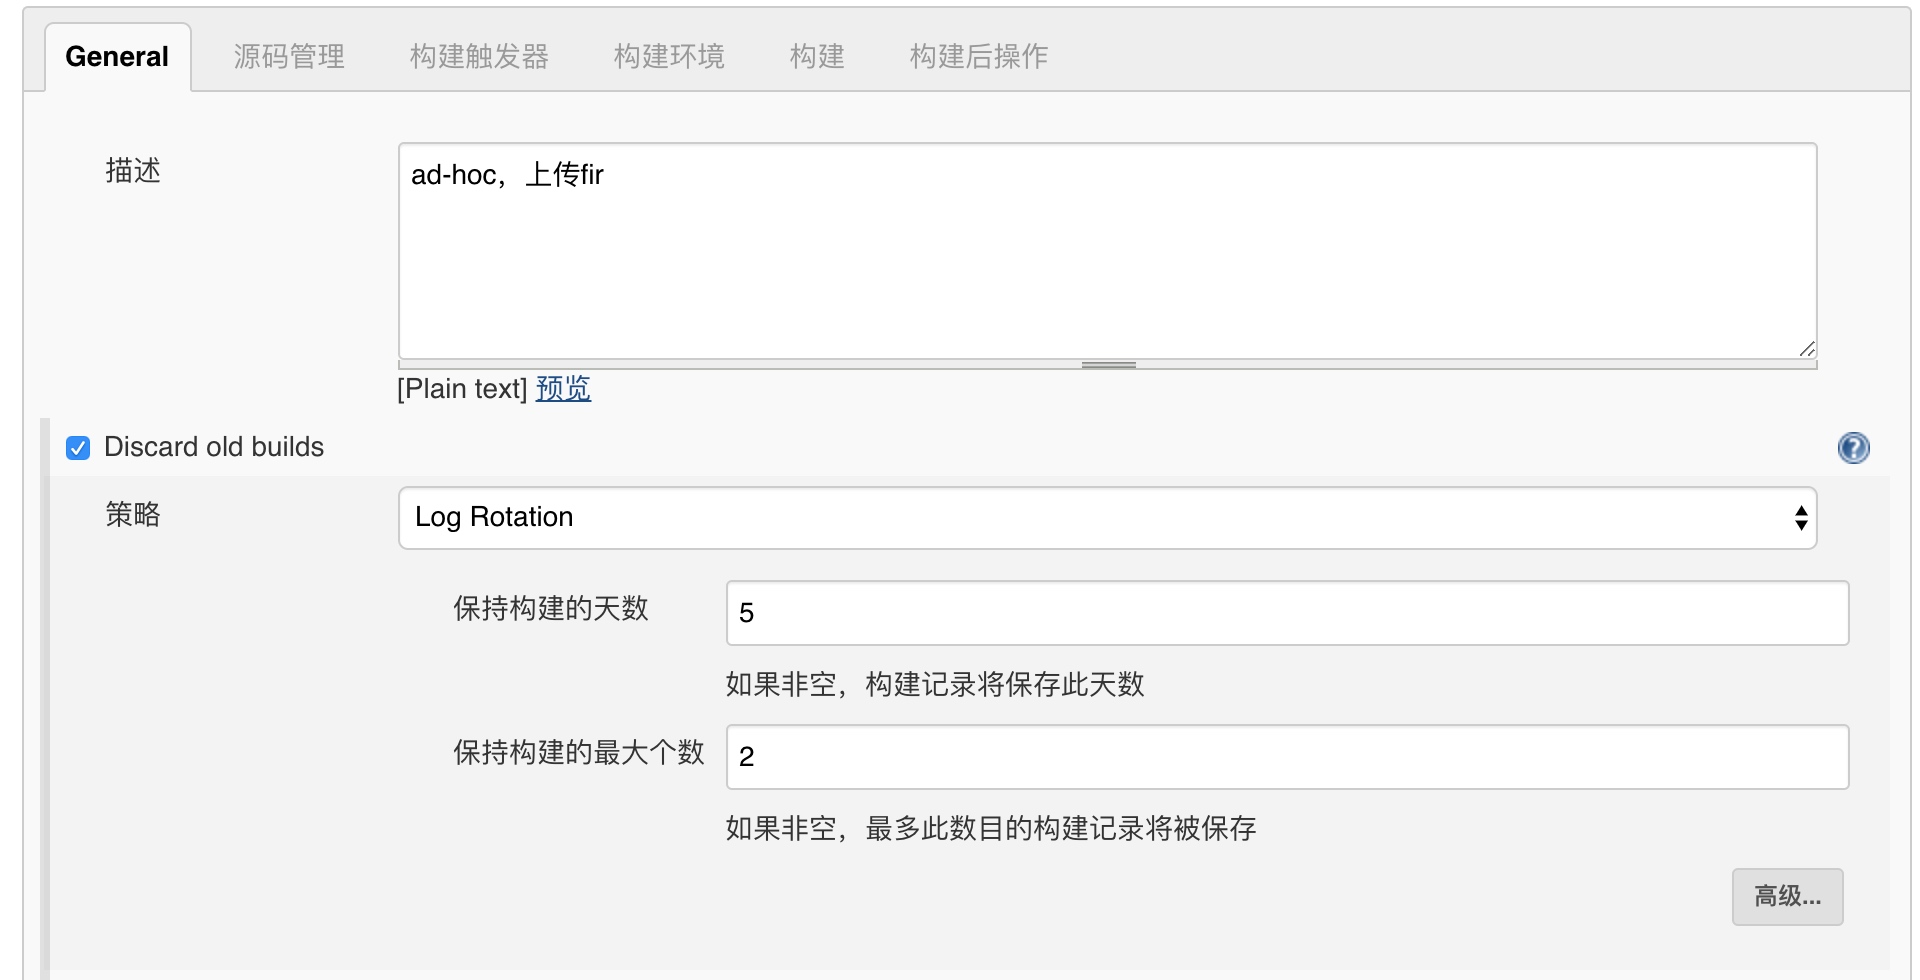 General 源码管理 构建触发器 构建环境 构建 构建后操作
描述
ad-hoc，上传fir
[Plain text] 预览
Discard old builds
策略
Log Rotation
保持构建的天数
5
如果非空，构建记录将保存此天数
保持构建的最大个数
2
如果非空，最多此数目的构建记录将被保存
高级...